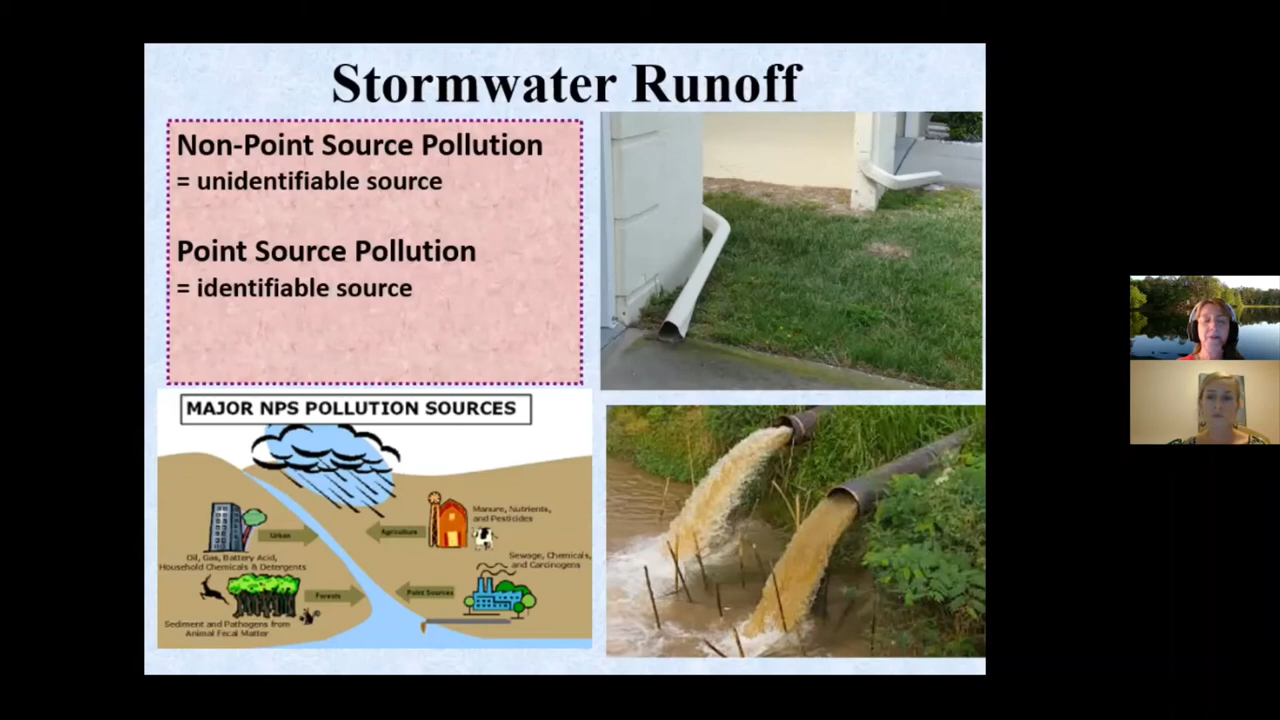 Stormwater Runoff
Non-Point Source Pollution
= unidentifiable source
Point Source Pollution
= identifiable source
MAJOR NPS POLLUTION SOURCES
Urban
Oil, Gas, Battery Acid,
Household Chemicals & Detergents
Agriculture
Manure, Nutrients,
and Pesticides
Sewage, Chemicals,
and Carcinogens
Forests
Sediment and Pathogens from
Animal Fecal Matter
Point Sources